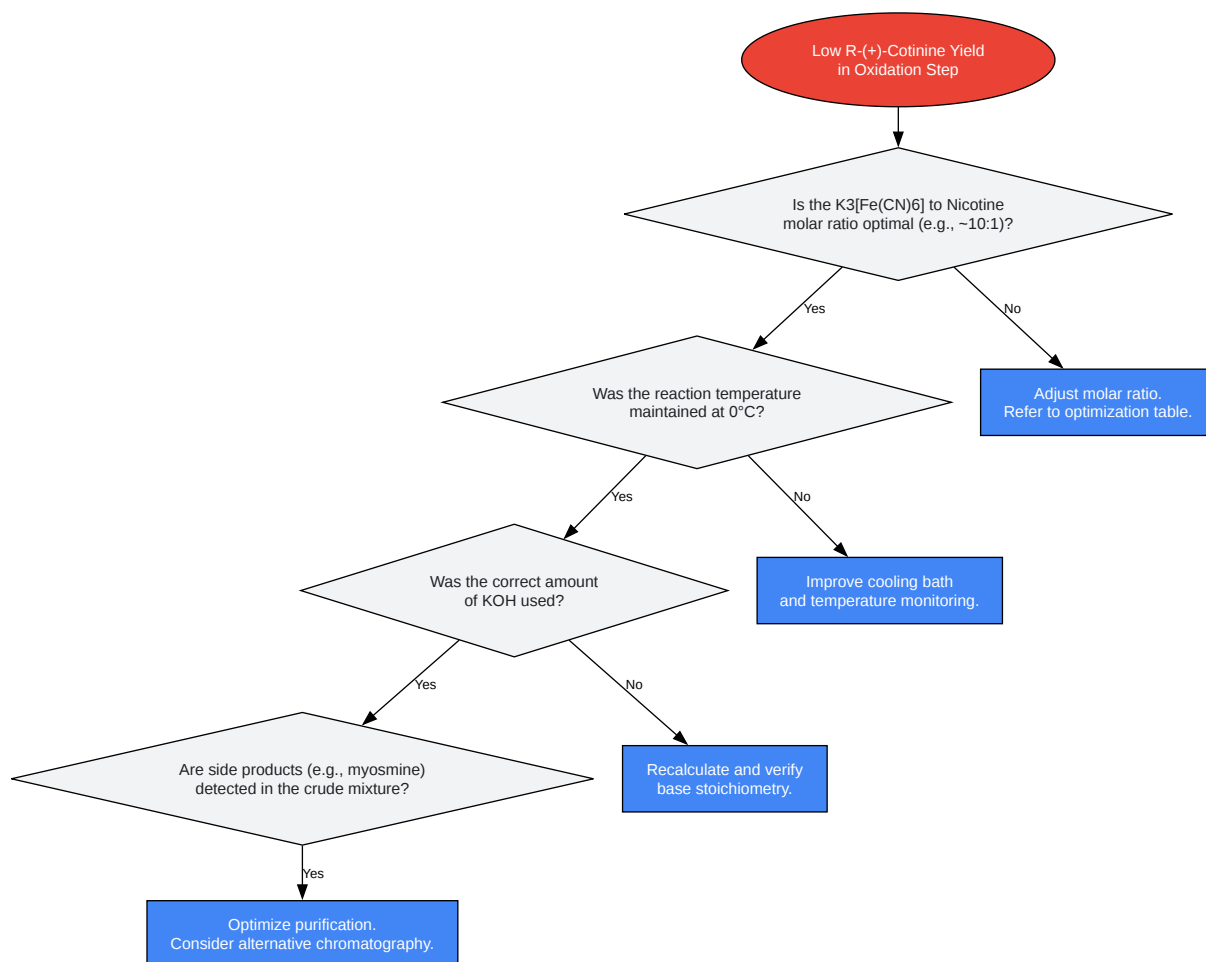 Low R-(+)-Cotinine Yield
in Oxidation Step
Is the K3[Fe(CN)6] to Nicotine
molar ratio optimal (e.g., ~10:1)?
Yes
No
Was the reaction temperature
maintained at 0°C?
Adjust molar ratio.
Refer to optimization table.
Yes
No
Was the correct amount
of KOH used?
Improve cooling bath
and temperature monitoring.
Yes
No
Are side products (e.g., myosmine)
detected in the crude mixture?
Recalculate and verify
base stoichiometry.
Yes
Optimize purification.
Consider alternative chromatography.